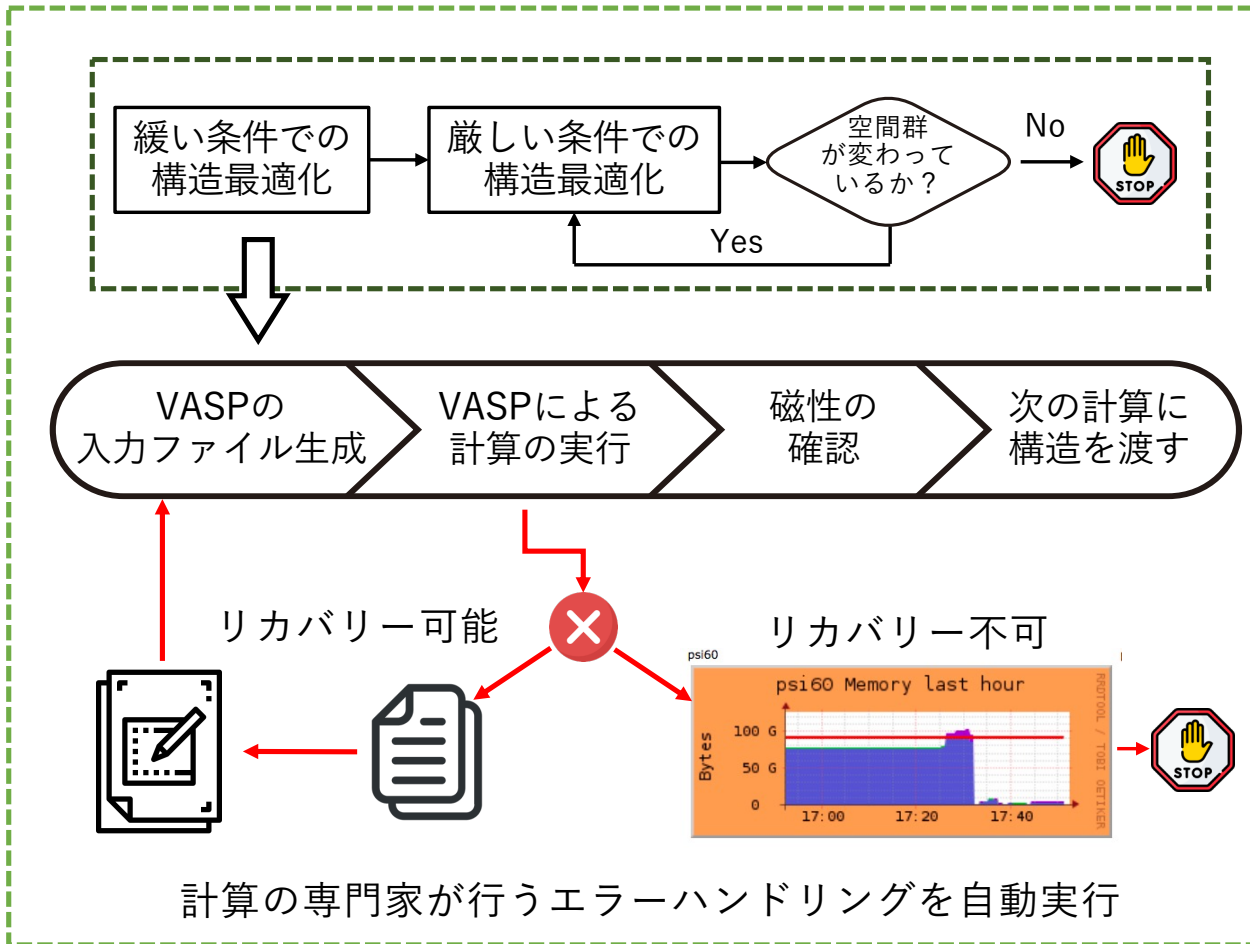 緩い条件での
構造最適化
厳しい条件での
構造最適化
空間群
が変わって
いるか？
No
STOP
Yes
VASPの
入力ファイル生成
VASPによる
計算の実行
磁性の
確認
次の計算に
構造を渡す
リカバリー可能
リカバリー不可
psi60
psi60 Memory last hour
RRDTOOL / TOBI OETIKER
Bytes
100 G
50 G
0
17:00
17:20
17:40
STOP
計算の専門家が行うエラーハンドリングを自動実行